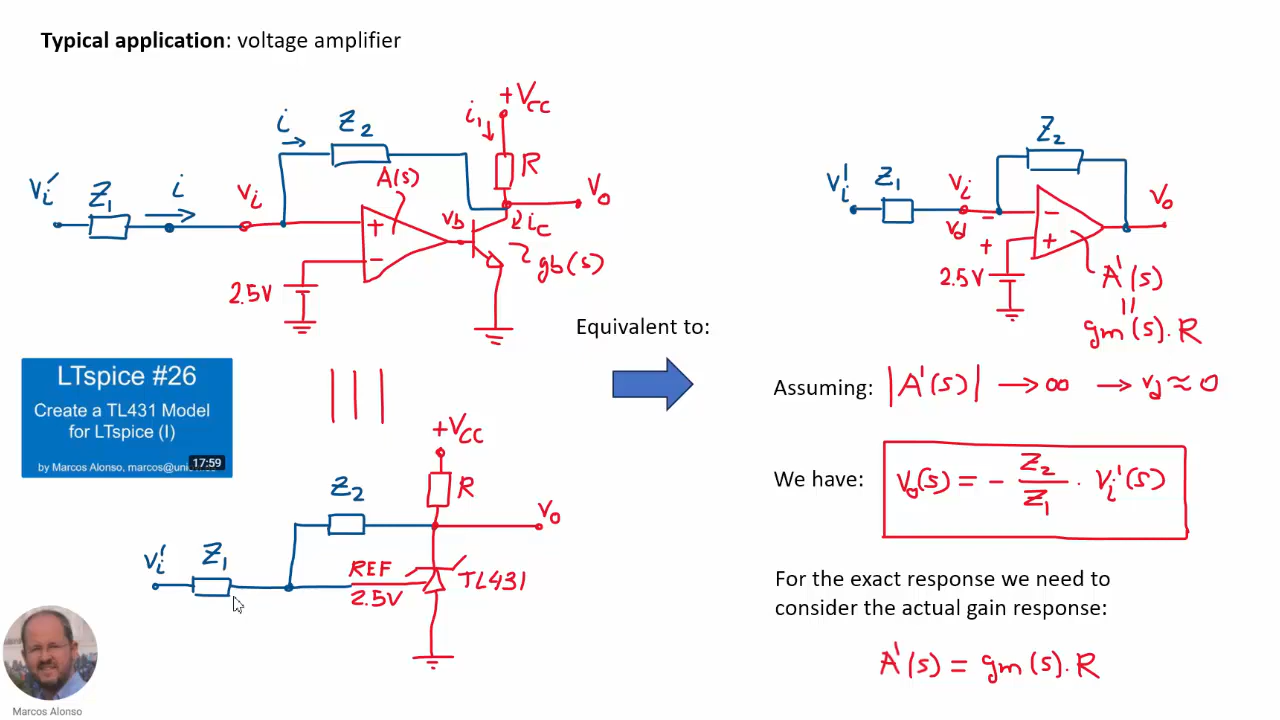 Typical application: voltage amplifier
+Vcc
i1
R
i
Z2
A(s)
Vi'
Z1
i
Vi
+
−
Vb
ic
Vo
gb(s)
2.5V
Equivalent to:
Z2
Vi'
Z1
Vi
Vo
−
Vd
+
−
+
2.5V
A'(s)
=
gm(s).R
LTspice #26
Create a TL431 Model
for LTspice (I)
by Marcos Alonso, marcos@uni
17:59
+Vcc
R
Z2
Vo
Vi'
Z1
REF
2.5V
TL431
Assuming: |A'(s)| → ∞ → Vd ≈ 0
We have: Vo(s) = − Z2/Z1 · Vi'(s)
For the exact response we need to
consider the actual gain response:
A'(s) = gm(s).R
Marcos Alonso